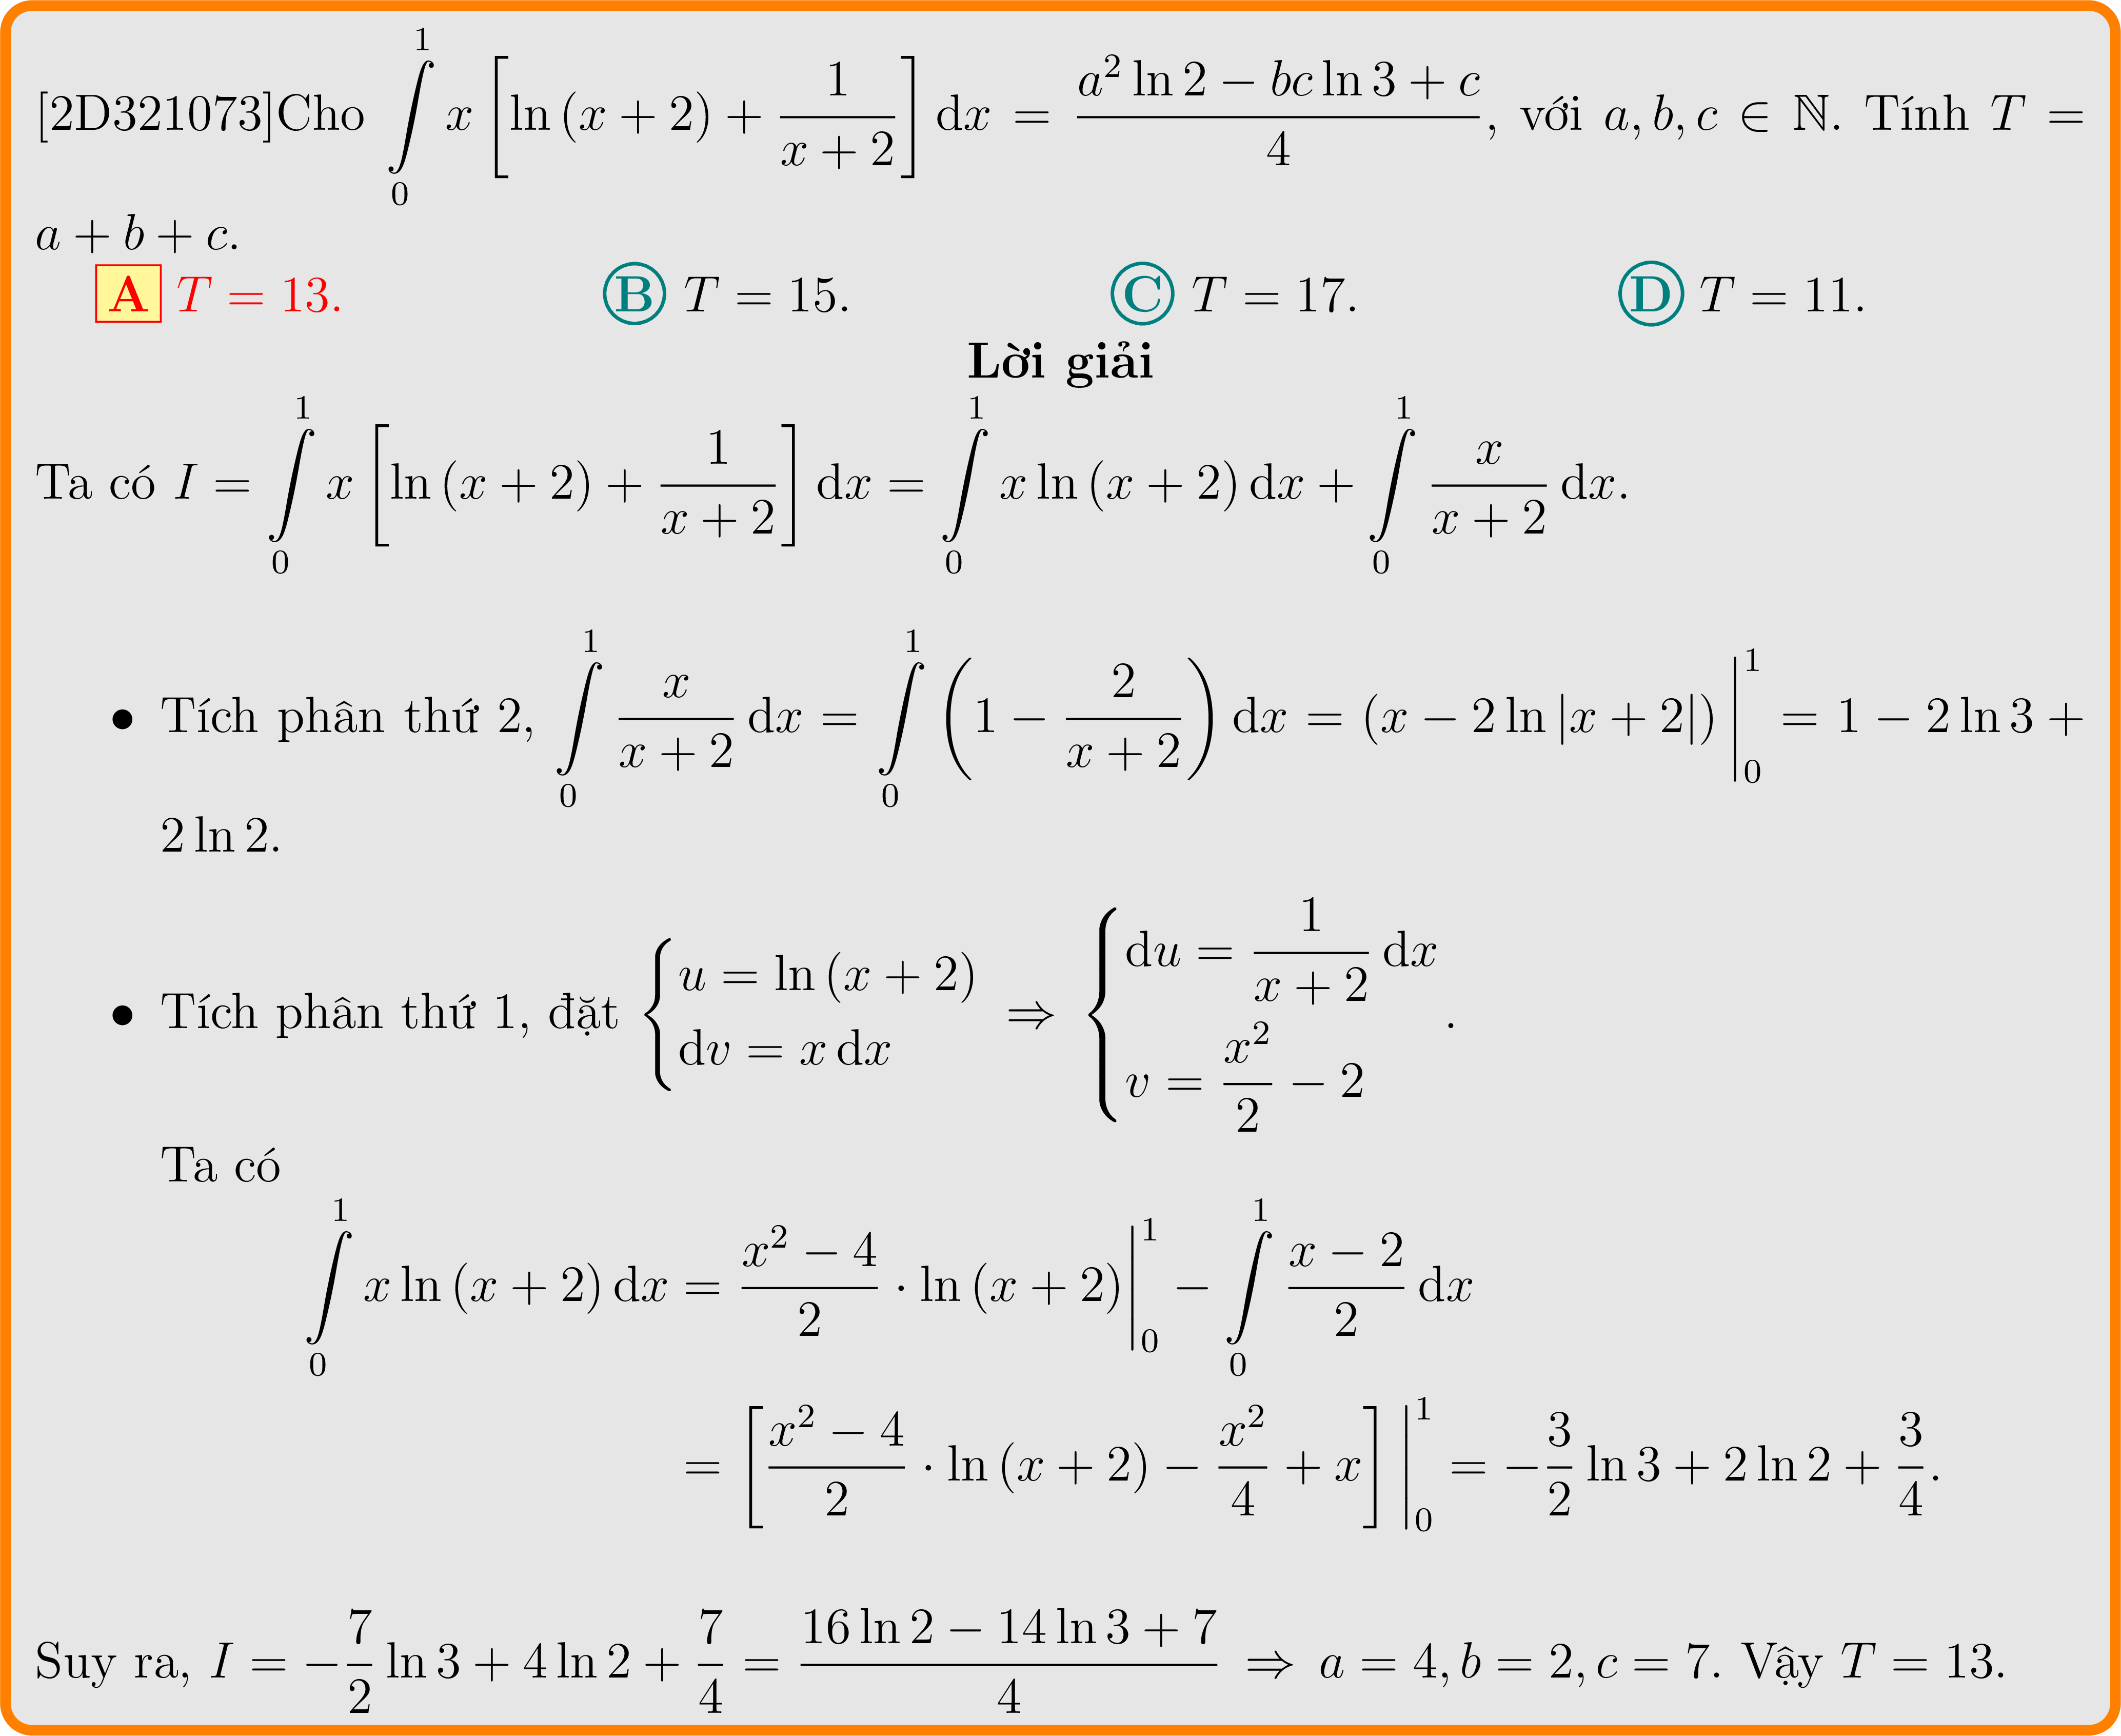 [2D321073]Cho $\int\limits_0^1 x\left[\ln(x+2)+\frac{1}{x+2}\right]\mathrm{d}x = \frac{a^2\ln 2-bc\ln 3+c}{4}$, với $a,b,c\in\mathbb{N}$. Tính $T=$
$a+b+c.$
A $T=13.$ B $T=15.$ C $T=17.$ D $T=11.$
Lời giải
Ta có $I=\int\limits_0^1 x\left[\ln(x+2)+\frac{1}{x+2}\right]\mathrm{d}x=\int\limits_0^1 x\ln(x+2)\,\mathrm{d}x+\int\limits_0^1\frac{x}{x+2}\,\mathrm{d}x.$
• Tích phân thứ 2, $\int\limits_0^1\frac{x}{x+2}\,\mathrm{d}x=\int\limits_0^1\left(1-\frac{2}{x+2}\right)\mathrm{d}x=(x-2\ln|x+2|)\Big|_0^1=1-2\ln 3+$
$2\ln 2.$
• Tích phân thứ 1, đặt $\begin{cases}u=\ln(x+2)\\ \mathrm{d}v=x\,\mathrm{d}x\end{cases}\Rightarrow\begin{cases}\mathrm{d}u=\frac{1}{x+2}\,\mathrm{d}x\\ v=\frac{x^2}{2}-2\end{cases}.$
Ta có
$\int\limits_0^1 x\ln(x+2)\,\mathrm{d}x=\frac{x^2-4}{2}\cdot\ln(x+2)\Big|_0^1-\int\limits_0^1\frac{x-2}{2}\,\mathrm{d}x$
$=\left[\frac{x^2-4}{2}\cdot\ln(x+2)-\frac{x^2}{4}+x\right]\Big|_0^1=-\frac{3}{2}\ln 3+2\ln 2+\frac{3}{4}.$
Suy ra, $I=-\frac{7}{2}\ln 3+4\ln 2+\frac{7}{4}=\frac{16\ln 2-14\ln 3+7}{4}\Rightarrow a=4,b=2,c=7.$ Vậy $T=13.$